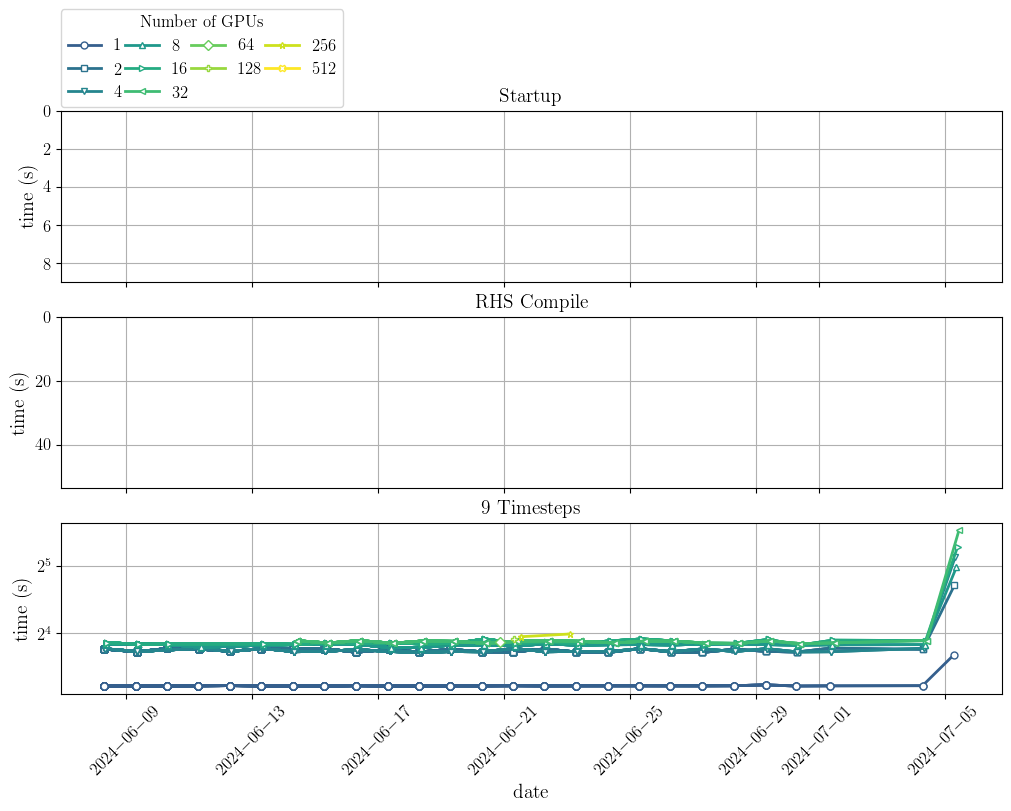 Number of GPUs
1 8 64 256
2 16 128 512
4 32
Startup
0
2
4
6
8
time (s)
RHS Compile
0
20
40
time (s)
9 Timesteps
2⁵
2⁴
time (s)
2024−06−09 2024−06−13 2024−06−17 2024−06−21 2024−06−25 2024−06−29 2024−07−01 2024−07−05
date